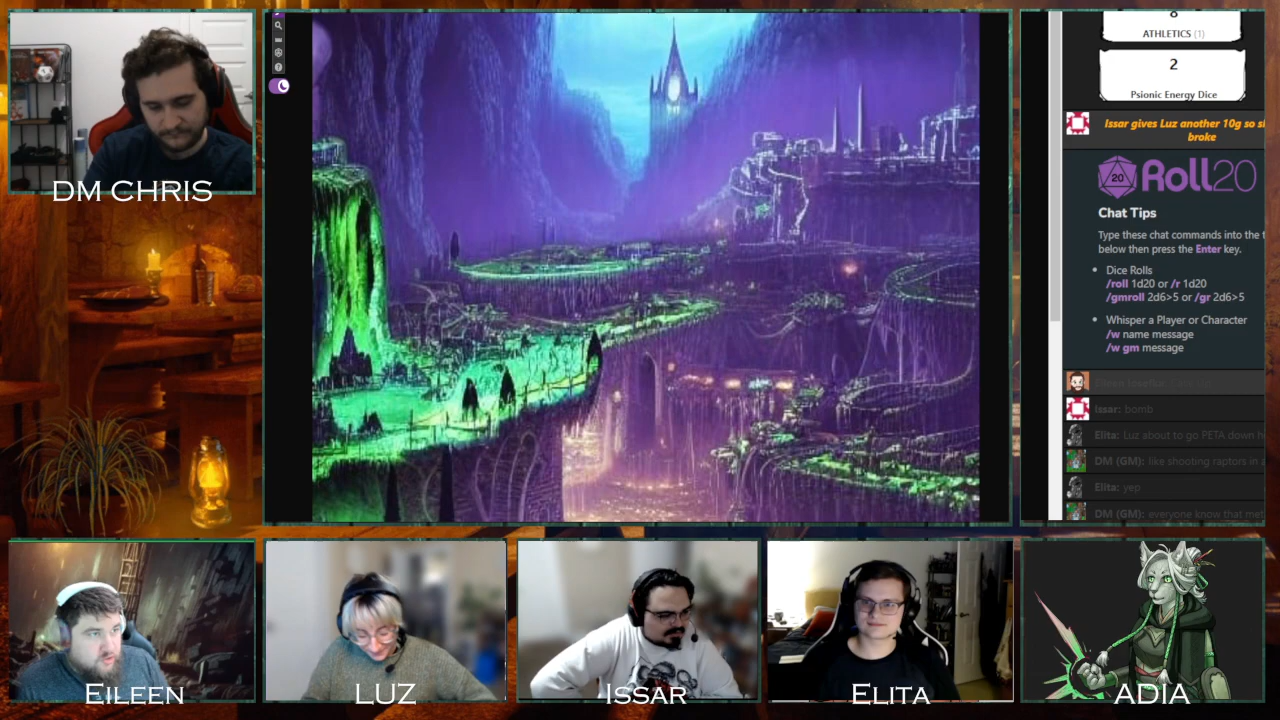 DM CHRIS
8
ATHLETICS (1)
2
Psionic Energy Dice
Issar gives Luz another 10g so
broke
20
Roll20
Chat Tips
Type these chat commands into the
below then press the Enter key.
• Dice Rolls
/roll 1d20 or /r 1d20
/gmroll 2d6>5 or /gr 2d6>5
• Whisper a Player or Character
/w name message
/w gm message
Issar: bomb
Elita: Luz about to go PETA down
DM (GM): like shooting raptors in
Elita: yep
DM (GM): everyone know that
EILEEN
LUZ
ISSAR
ELITA
ADIA